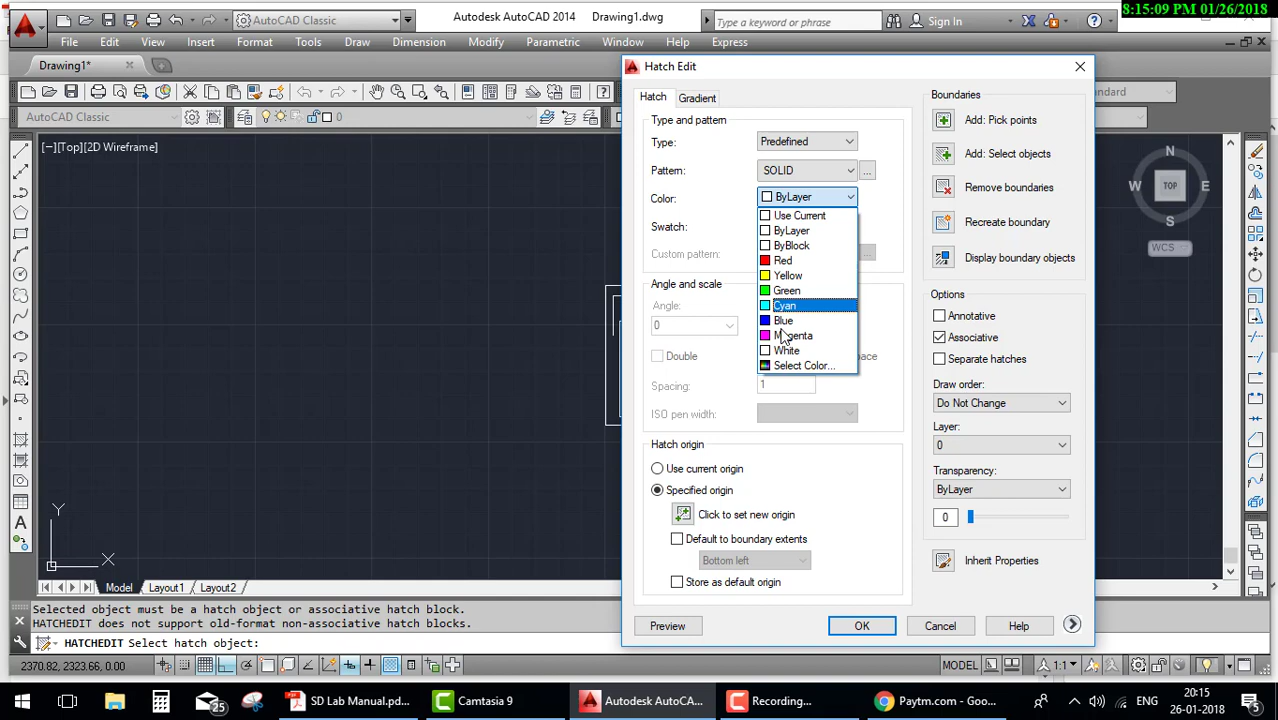 AutoCAD Classic
Autodesk AutoCAD 2014 Drawing1.dwg
Type a keyword or phrase
Sign In
8:15:09 PM 01/26/2018
File Edit View Insert Format Tools Draw Dimension Modify Parametric Window Help Express
Drawing1*
AutoCAD Classic
0
andard
[−][Top][2D Wireframe]
N
W TOP E
S
WCS
Hatch Edit
Hatch Gradient
Type and pattern
Type: Predefined
Pattern: SOLID ...
Color: ByLayer
Use Current
ByLayer
ByBlock
Red
Yellow
Green
Cyan
Blue
Magenta
White
Select Color...
Swatch:
Custom pattern:
Angle and scale
Angle:
0
Double
pace
Spacing: 1
ISO pen width:
Hatch origin
Use current origin
Specified origin
Click to set new origin
Default to boundary extents
Bottom left
Store as default origin
Boundaries
Add: Pick points
Add: Select objects
Remove boundaries
Recreate boundary
Display boundary objects
Options
Annotative
Associative
Separate hatches
Draw order:
Do Not Change
Layer:
0
Transparency:
ByLayer
0
Inherit Properties
Preview OK Cancel Help
Y
X
Model Layout1 Layout2
Selected object must be a hatch object or associative hatch block.
HATCHEDIT does not support old-format non-associative hatch blocks.
HATCHEDIT Select hatch object:
2370.82, 2323.66, 0.00
MODEL
1:1
25
SD Lab Manual.pd...
Camtasia 9
Autodesk AutoCA...
Recording...
Paytm.com - Goo...
ENG
20:15
26-01-2018
5